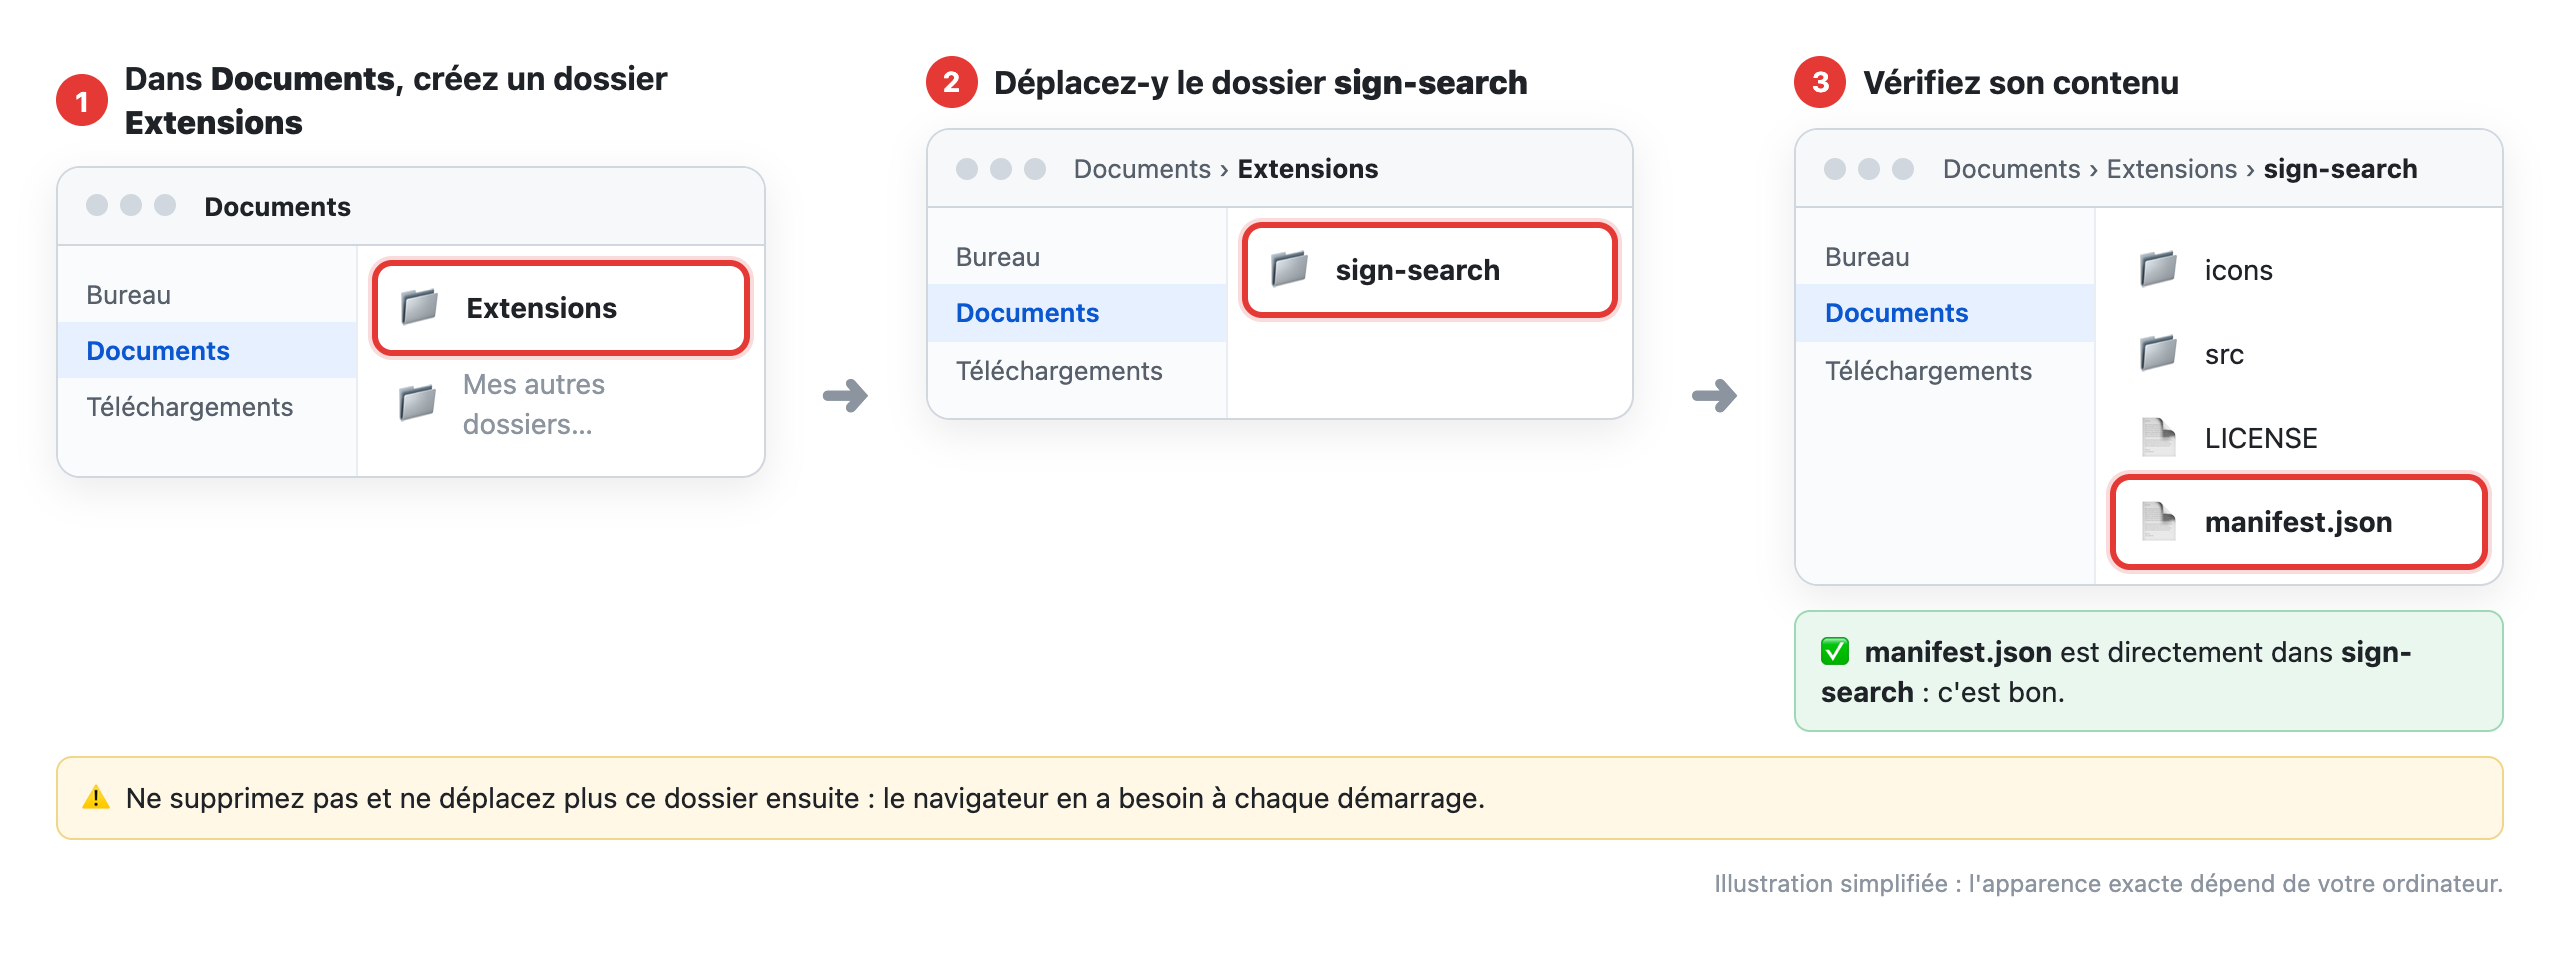 1
Dans Documents, créez un dossier
Extensions
Documents
Bureau
Documents
Téléchargements
Extensions
Mes autres
dossiers...
2
Déplacez-y le dossier sign-search
Documents › Extensions
Bureau
Documents
Téléchargements
sign-search
3
Vérifiez son contenu
Documents › Extensions › sign-search
Bureau
Documents
Téléchargements
icons
src
LICENSE
manifest.json
✅ manifest.json est directement dans sign-
search : c'est bon.
⚠️ Ne supprimez pas et ne déplacez plus ce dossier ensuite : le navigateur en a besoin à chaque démarrage.
Illustration simplifiée : l'apparence exacte dépend de votre ordinateur.